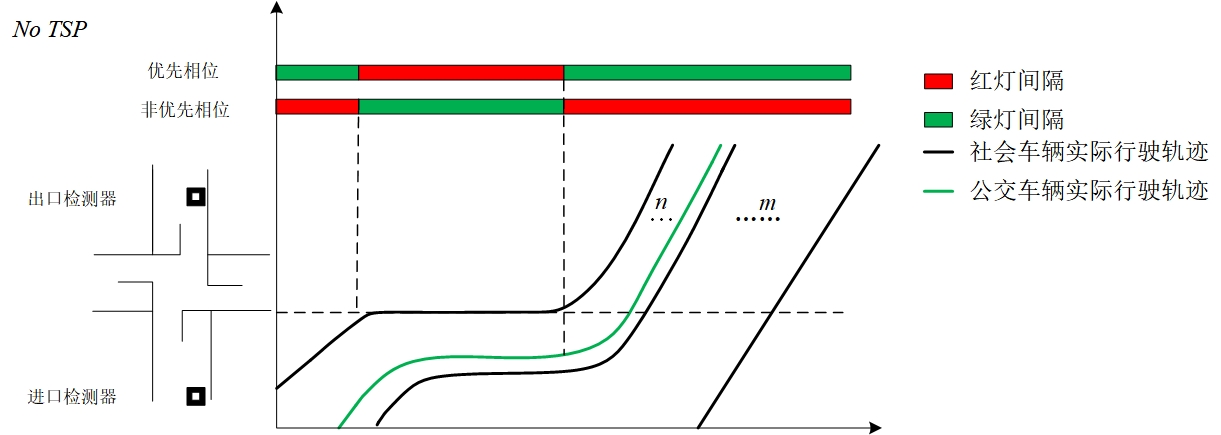 No TSP
优先相位
非优先相位
红灯间隔
绿灯间隔
社会车辆实际行驶轨迹
公交车辆实际行驶轨迹
出口检测器
n
...
m
......
进口检测器